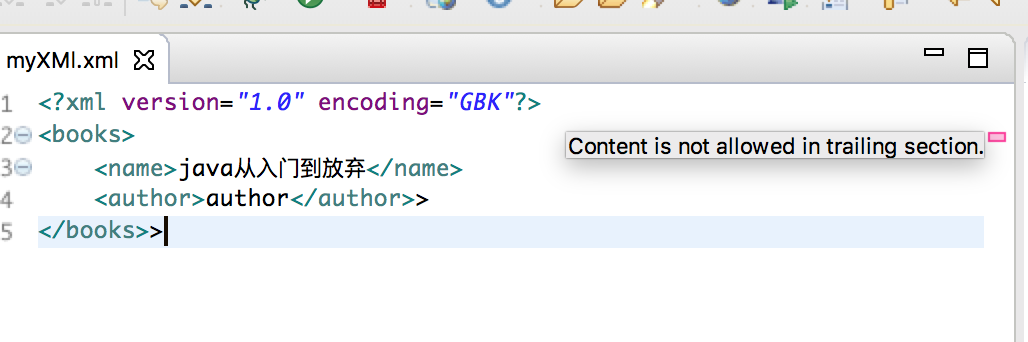 myXMl.xml
1 <?xml version="1.0" encoding="GBK"?>
2 <books>
Content is not allowed in trailing section.
3 <name>java从入门到放弃</name>
4 <author>author</author>>
5 </books>>